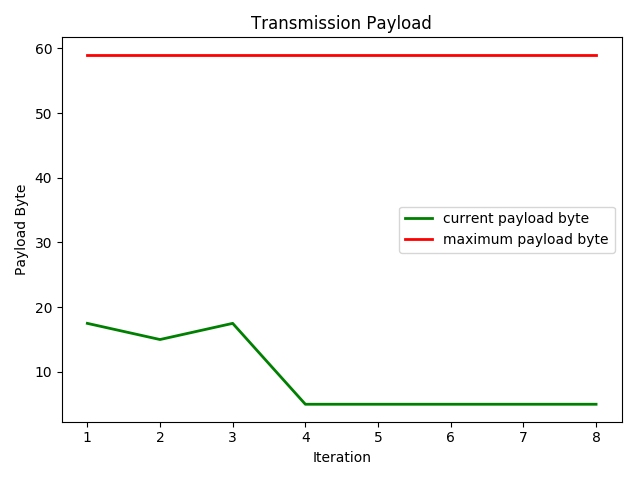 Transmission Payload
60
50
40
30
20
10
Payload Byte
current payload byte
maximum payload byte
1 2 3 4 5 6 7 8
Iteration